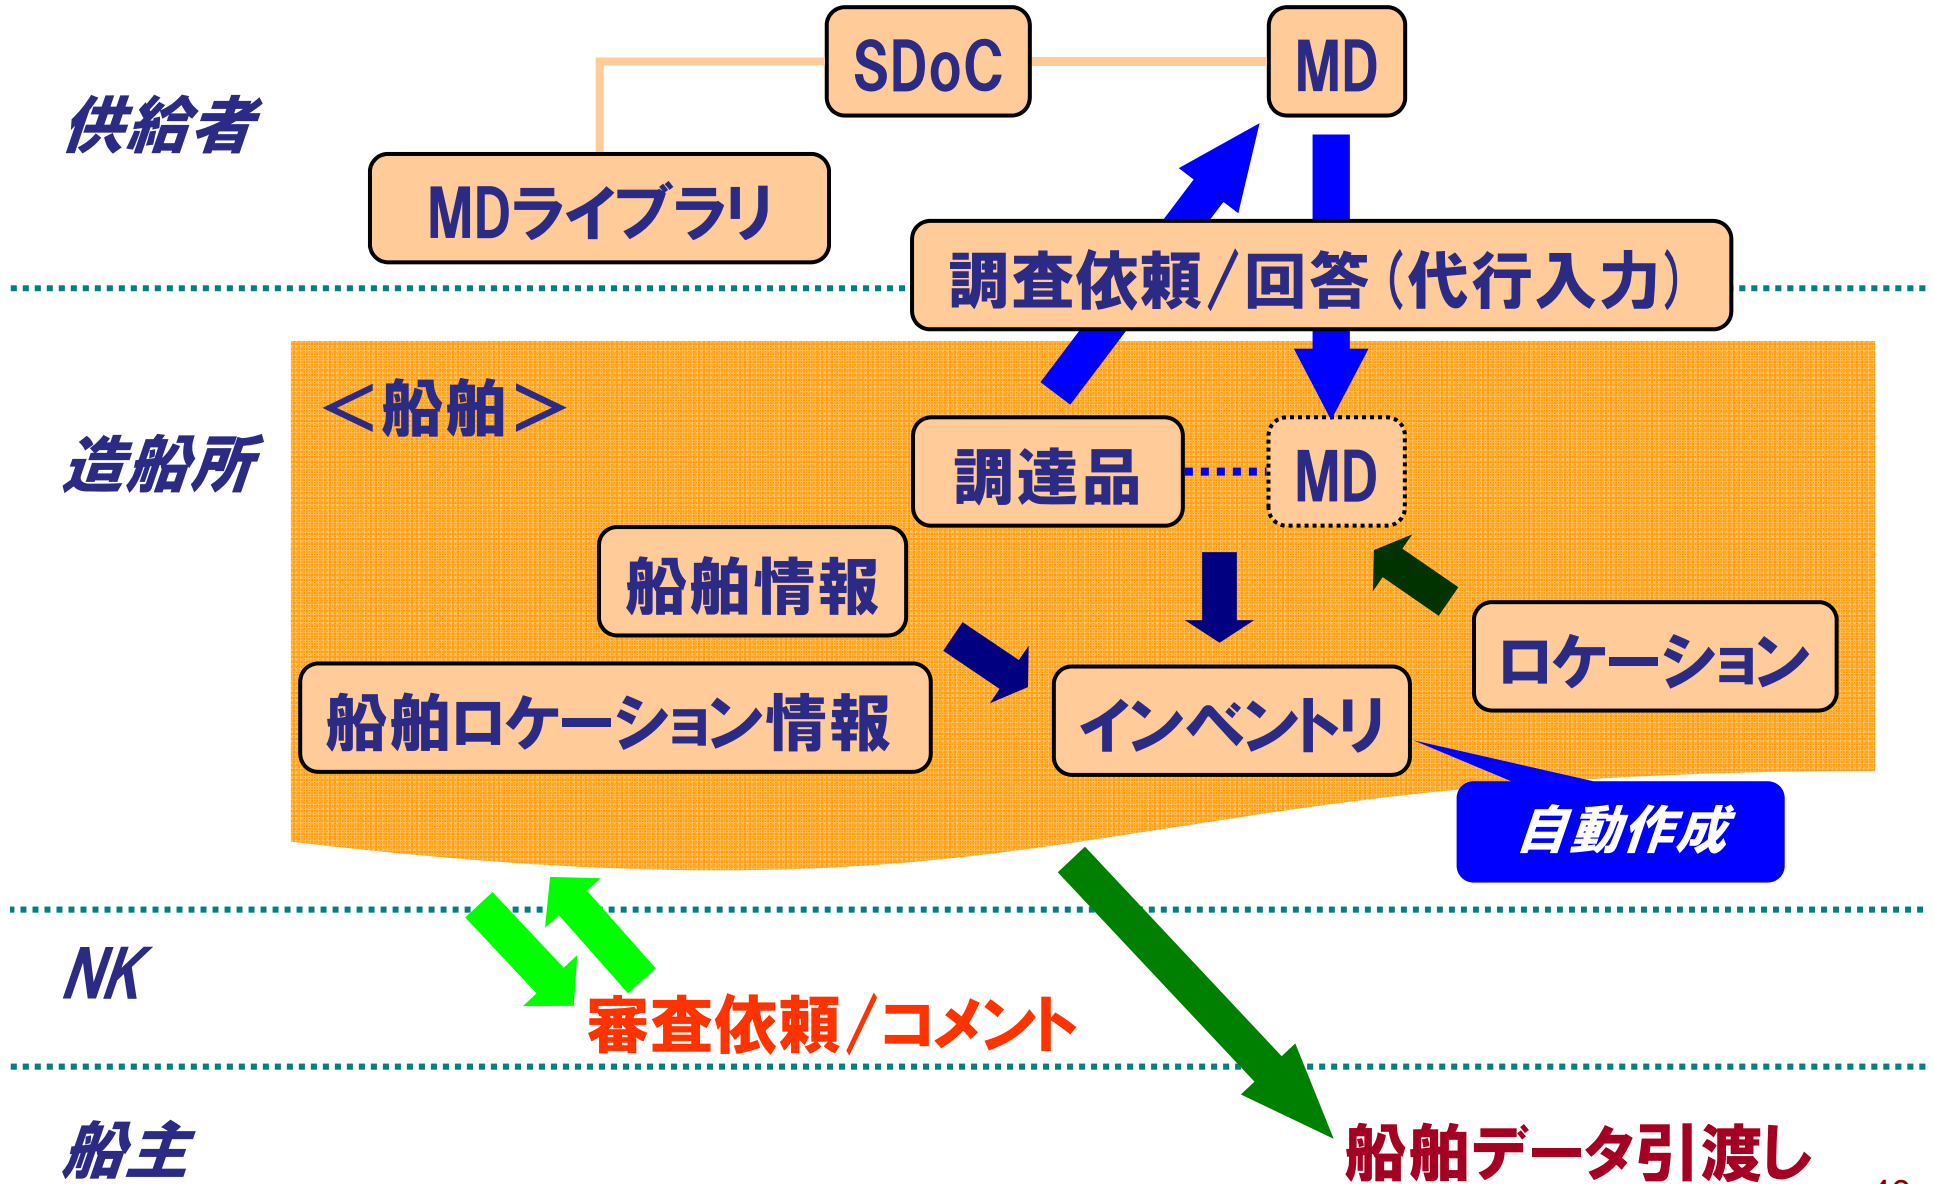 SDoC
MD
供給者
MDライブラリ
調査依頼/回答(代行入力)
＜船舶＞
造船所
調達品
MD
船舶情報
ロケーション
船舶ロケーション情報
インベントリ
自動作成
NK
審査依頼/コメント
船主
船舶データ引渡し